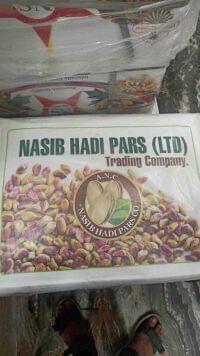 NASIB HADI PARS (LTD)
Trading Company.
A.N.C
NASIB HADI PARS CO